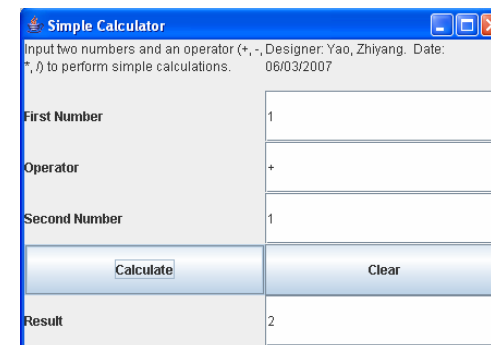 Simple Calculator
Input two numbers and an operator (+, -,
*, /) to perform simple calculations.
Designer: Yao, Zhiyang. Date:
06/03/2007
First Number
1
Operator
+
Second Number
1
Calculate
Clear
Result
2